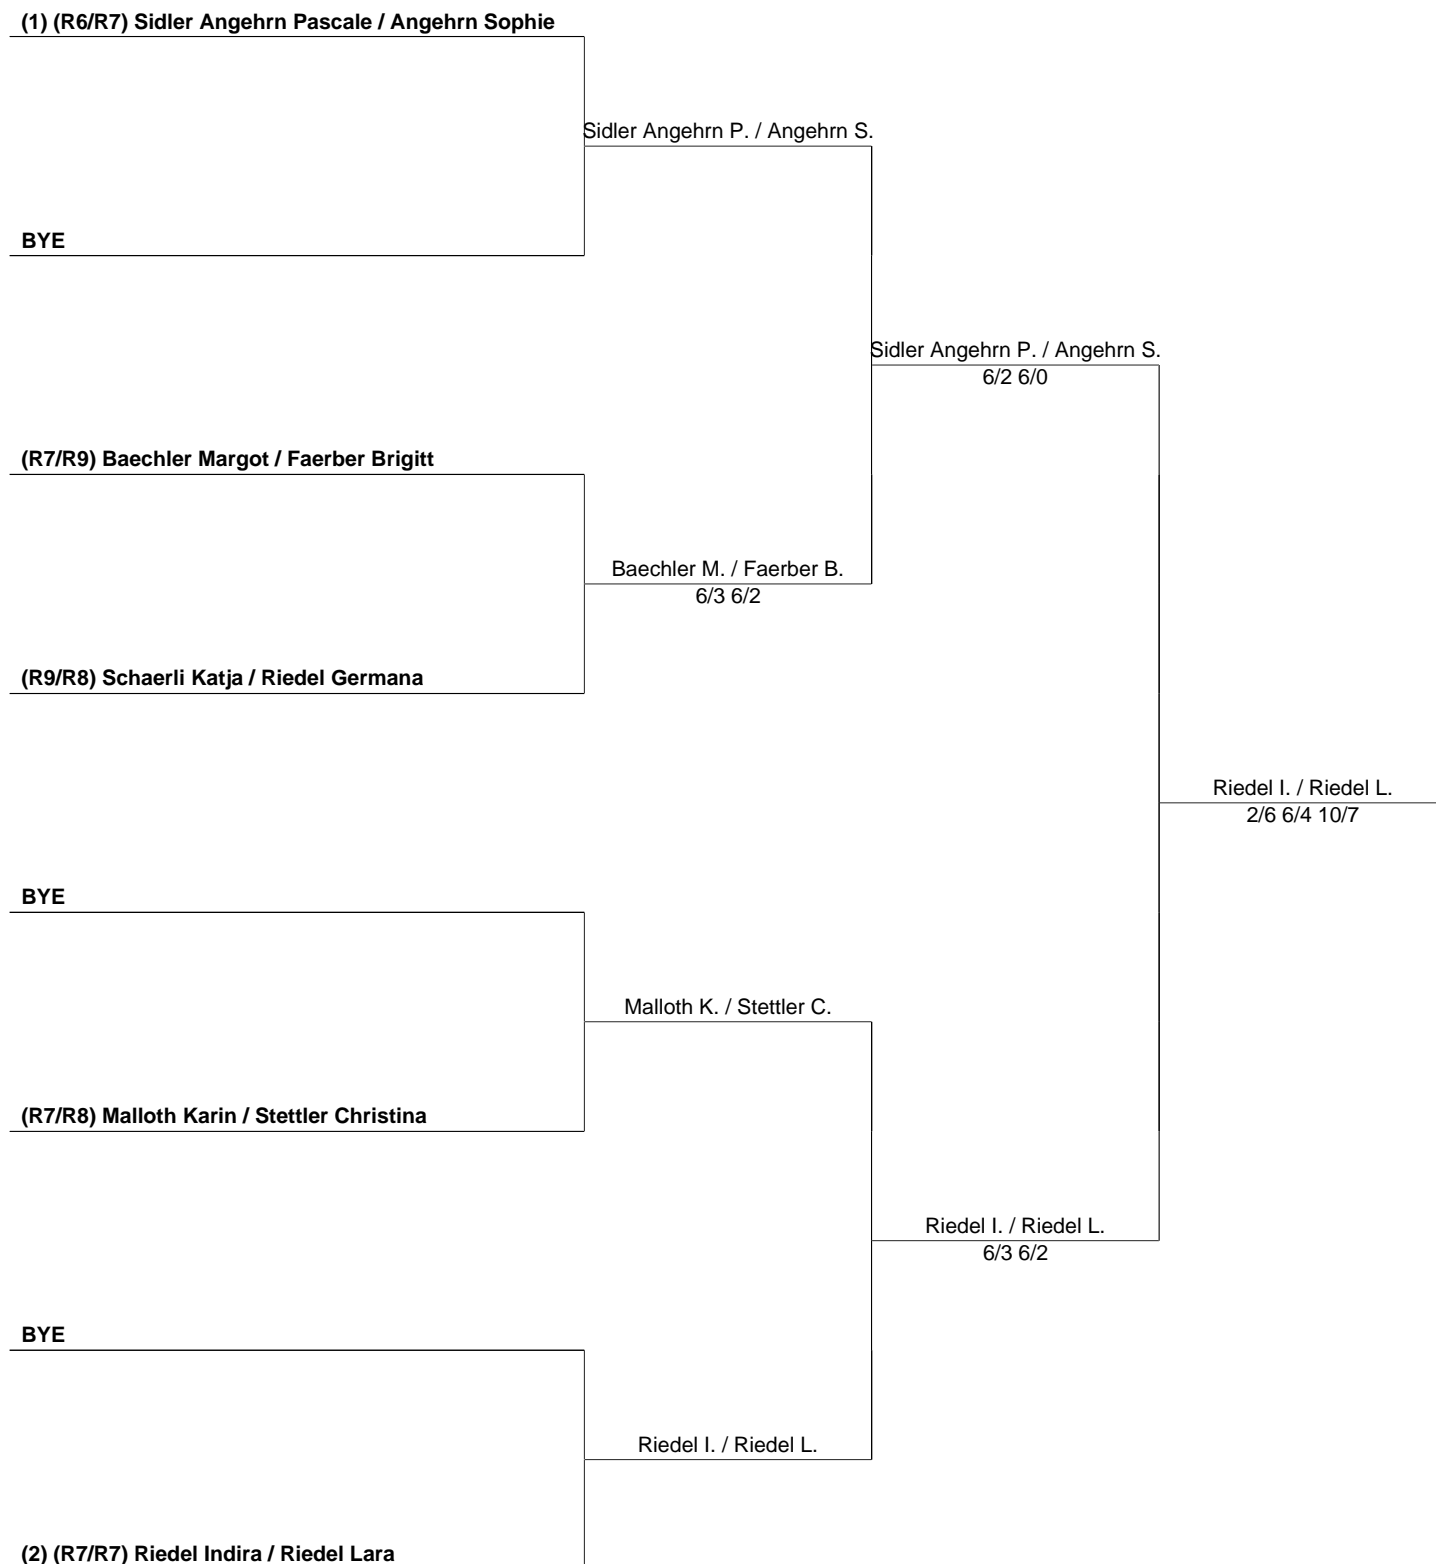 (1) (R6/R7) Sidler Angehrn Pascale / Angehrn Sophie
Sidler Angehrn P. / Angehrn S.
BYE
Sidler Angehrn P. / Angehrn S.
6/2 6/0
(R7/R9) Baechler Margot / Faerber Brigitt
Baechler M. / Faerber B.
6/3 6/2
(R9/R8) Schaerli Katja / Riedel Germana
Riedel I. / Riedel L.
2/6 6/4 10/7
BYE
Malloth K. / Stettler C.
(R7/R8) Malloth Karin / Stettler Christina
Riedel I. / Riedel L.
6/3 6/2
BYE
Riedel I. / Riedel L.
(2) (R7/R7) Riedel Indira / Riedel Lara